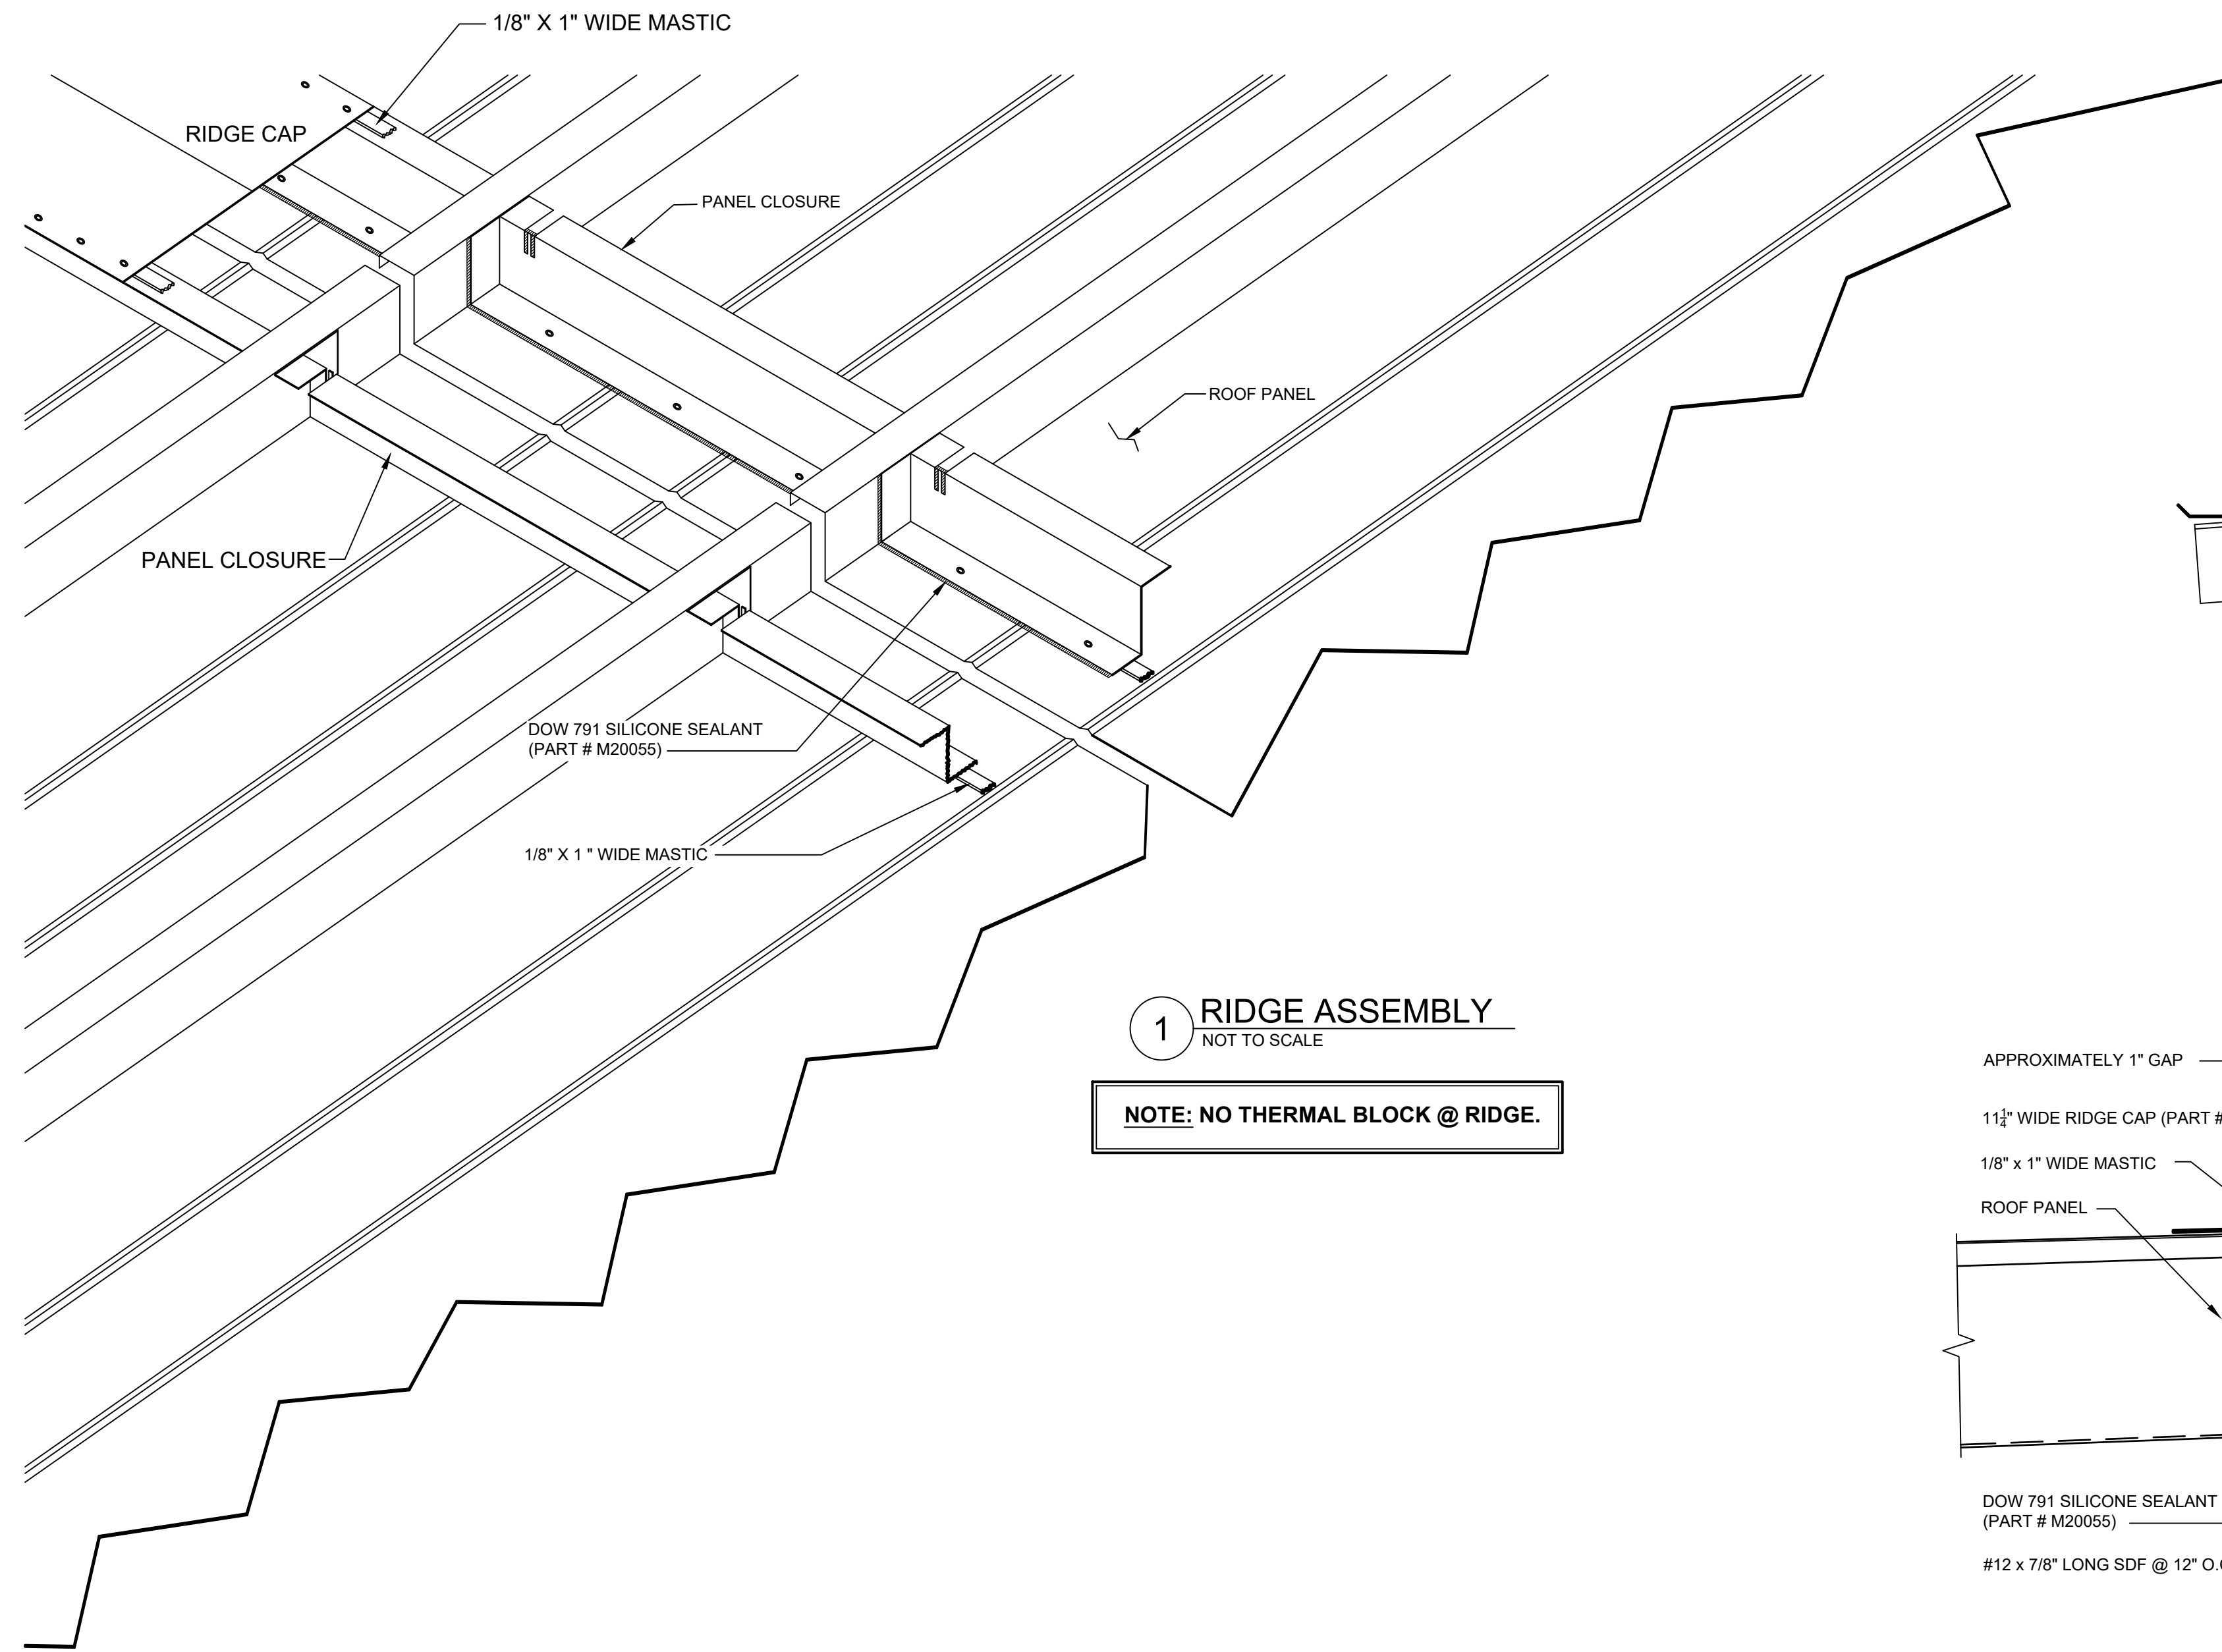 1/8" X 1" WIDE MASTIC
RIDGE CAP
PANEL CLOSURE
ROOF PANEL
PANEL CLOSURE
DOW 791 SILICONE SEALANT
(PART # M20055)
1/8" X 1 " WIDE MASTIC
1 RIDGE ASSEMBLY
NOT TO SCALE
NOTE: NO THERMAL BLOCK @ RIDGE.
APPROXIMATELY 1" GAP
11 1/4" WIDE RIDGE CAP (PART #
1/8" x 1" WIDE MASTIC
ROOF PANEL
DOW 791 SILICONE SEALANT
(PART # M20055)
#12 x 7/8" LONG SDF @ 12"